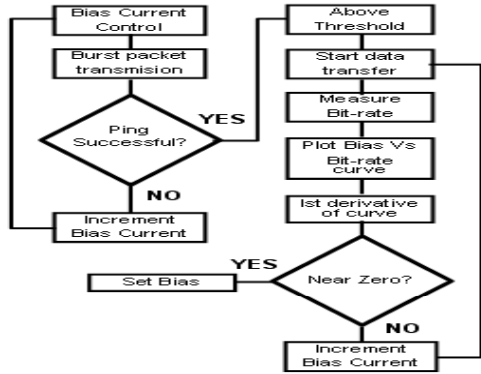 Bias Current
Control
Burst packet
transmision
Ping
Successful?
YES
NO
Increment
Bias Current
Above
Threshold
Start data
transfer
Measure
Bit-rate
Plot Bias Vs
Bit-rate
curve
Ist derivative
of curve
Near Zero?
YES
Set Bias
NO
Increment
Bias Current